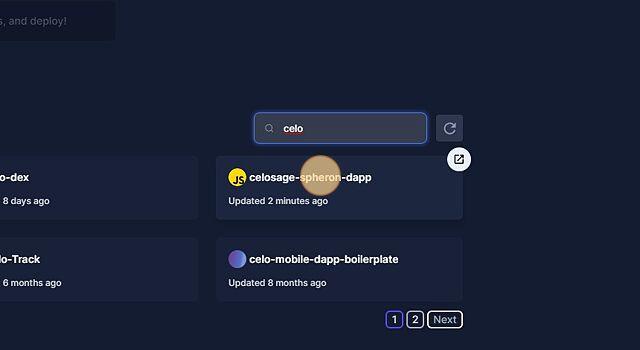 s, and deploy!
celo
o-dex
JS celosage-spheron-dapp
8 days ago
Updated 2 minutes ago
lo-Track
celo-mobile-dapp-boilerplate
6 months ago
Updated 8 months ago
1 2 Next